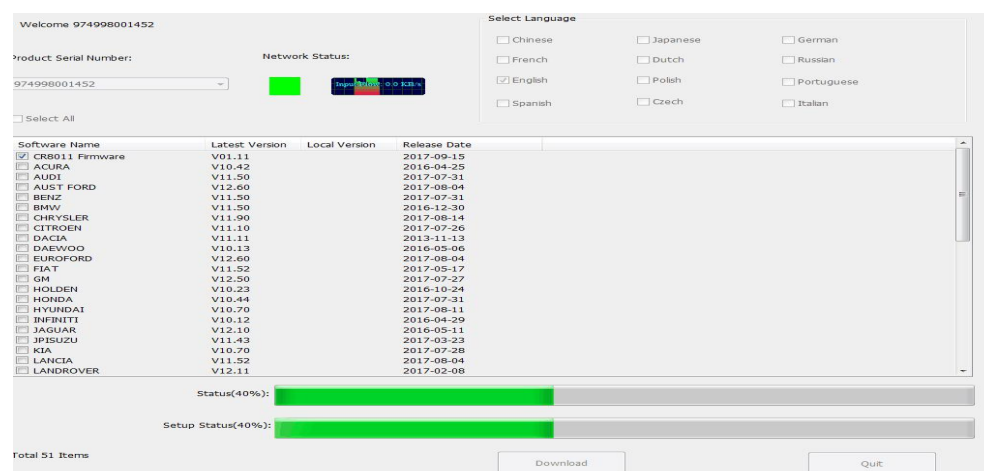 Welcome 974998001452
Select Language
Chinese Japanese German
French Dutch Russian
English Polish Portuguese
Spanish Czech Italian
Product Serial Number: Network Status:
974998001452
0.0 KB/s
Select All
Software Name Latest Version Local Version Release Date
CR8011 Firmware V01.11 2017-09-15
ACURA V10.42 2016-04-25
AUDI V11.50 2017-07-31
AUST FORD V12.60 2017-08-04
BENZ V11.50 2017-07-31
BMW V11.50 2016-12-30
CHRYSLER V11.90 2017-08-14
CITROEN V11.10 2017-07-26
DACIA V11.11 2013-11-13
DAEWOO V10.13 2016-05-06
EUROFORD V12.60 2017-08-04
FIAT V11.52 2017-05-17
GM V12.50 2017-07-27
HOLDEN V10.23 2016-10-24
HONDA V10.44 2017-07-31
HYUNDAI V10.70 2017-08-11
INFINITI V10.12 2016-04-29
JAGUAR V12.10 2016-05-11
JPISUZU V11.43 2017-03-23
KIA V10.70 2017-07-28
LANCIA V11.52 2017-08-04
LANDROVER V12.11 2017-02-08
Status(40%):
Setup Status(40%):
Total 51 Items
Download
Quit